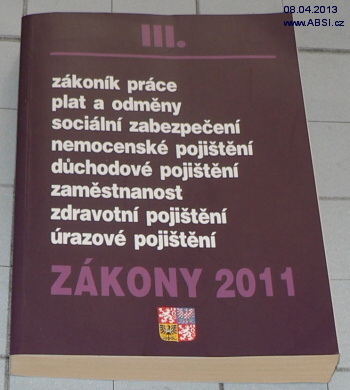 08.04.2013
www.ABSI.cz
III.
zákoník práce
plat a odměny
sociální zabezpečení
nemocenské pojištění
důchodové pojištění
zaměstnanost
zdravotní pojištění
úrazové pojištění
ZÁKONY 2011